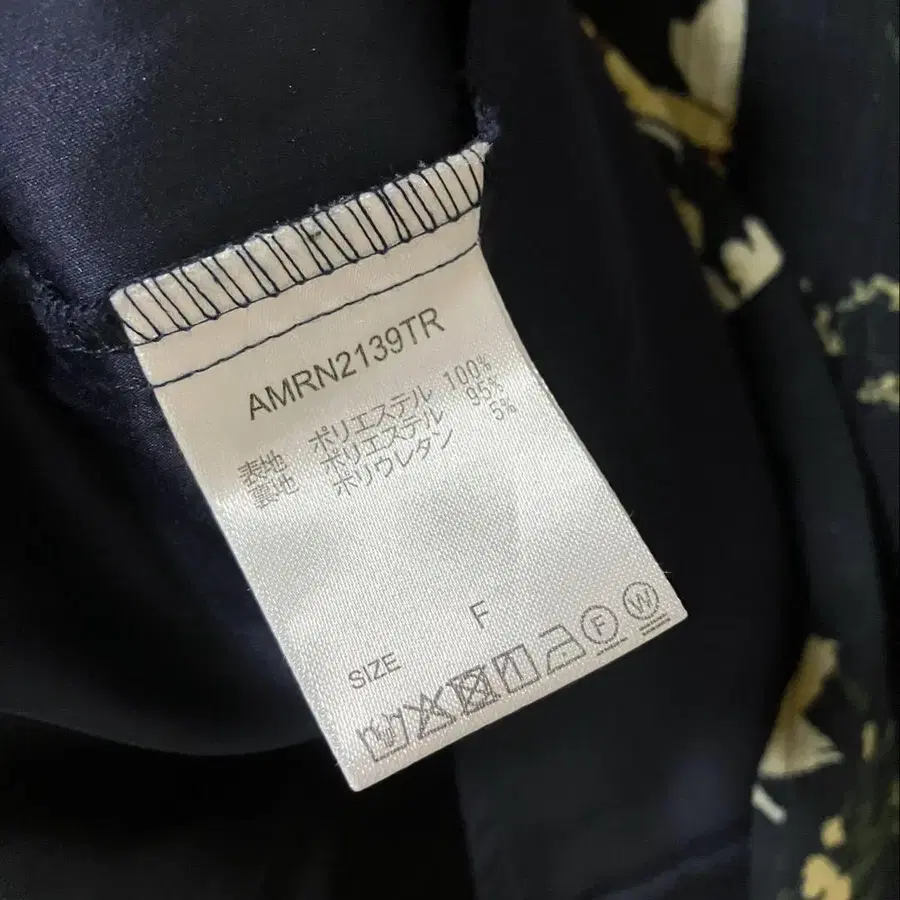 AMRN2139TR
表地 ポリエステル 100%
裏地 ポリエステル 95%
ポリウレタン 5%
SIZE F
F W